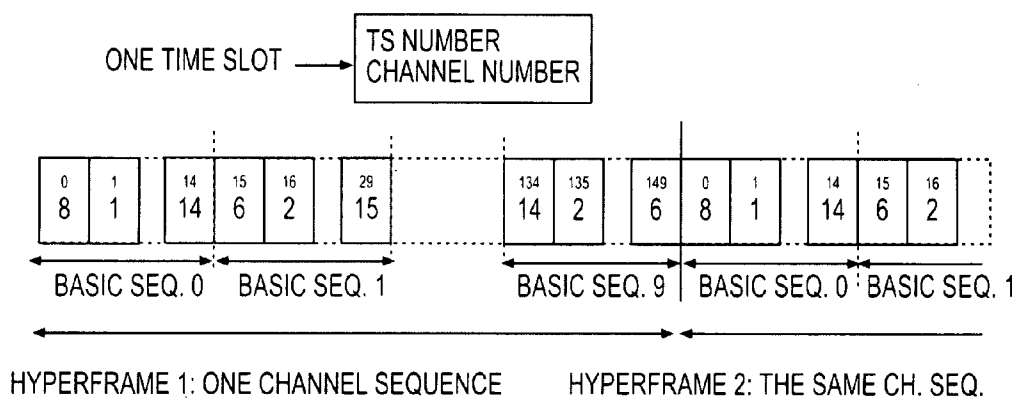 TS NUMBER
ONE TIME SLOT
CHANNEL NUMBER
0 1 14 15 16 29 134 135 149 0 1 14 15 16
8 1 14 6 2 15 14 2 6 8 1 14 6 2
BASIC SEQ. 0 BASIC SEQ. 1 BASIC SEQ. 9 BASIC SEQ. 0 BASIC SEQ. 1
HYPERFRAME 1: ONE CHANNEL SEQUENCE HYPERFRAME 2: THE SAME CH. SEQ.